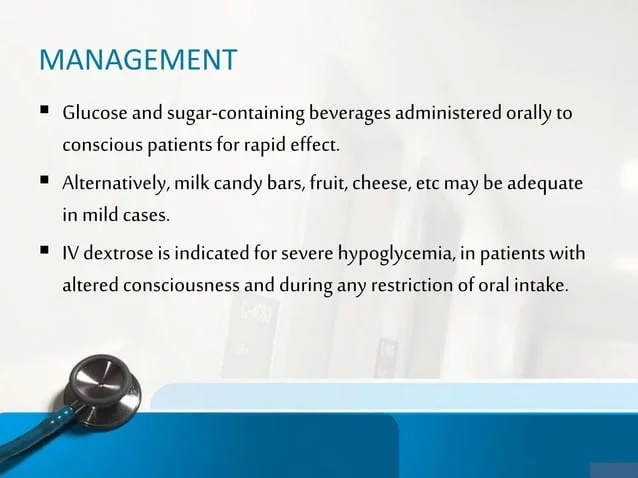 MANAGEMENT
▪ Glucose and sugar-containing beverages administered orally to
conscious patients for rapid effect.
▪ Alternatively, milk candy bars, fruit, cheese, etc may be adequate
in mild cases.
▪ IV dextrose is indicated for severe hypoglycemia, in patients with
altered consciousness and during any restriction of oral intake.